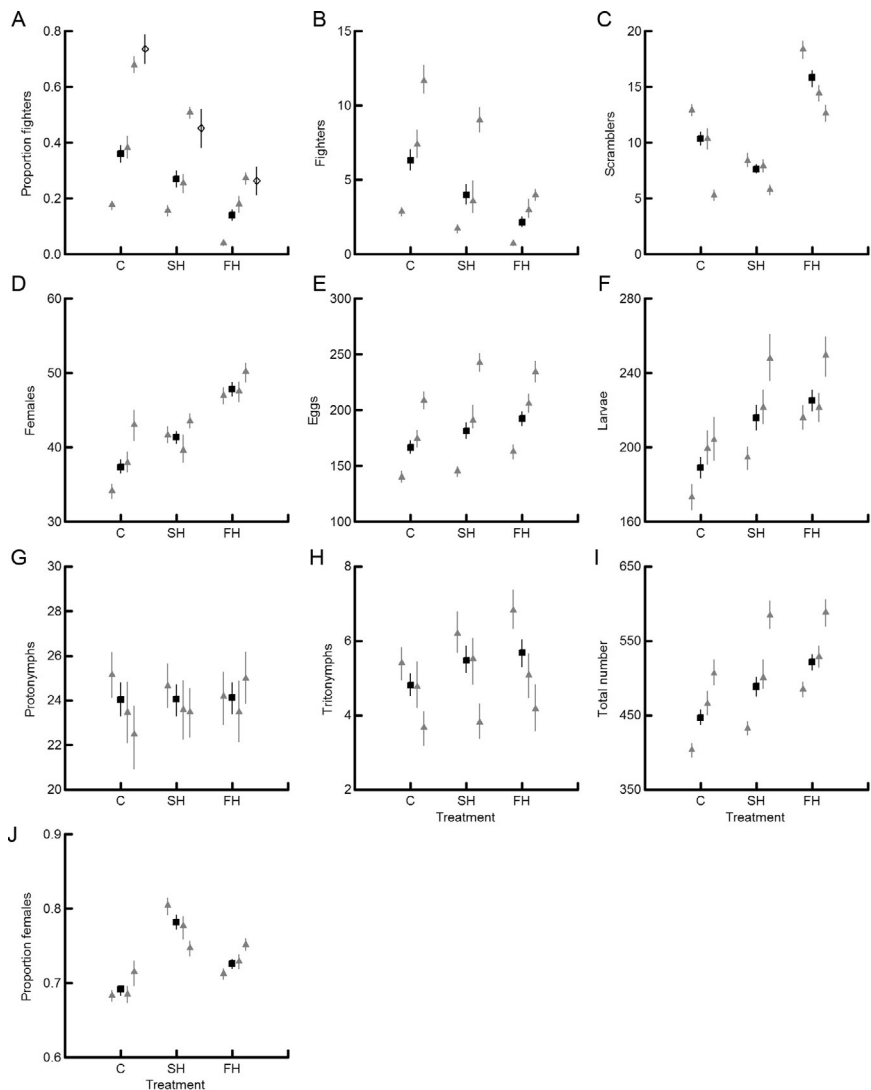 A
Proportion fighters
0.8
0.6
0.4
0.2
0.0
C SH FH
B
Fighters
15
10
5
0
C SH FH
C
Scramblers
20
15
10
5
0
C SH FH
D
Females
60
50
40
30
C SH FH
E
Eggs
300
250
200
150
100
C SH FH
F
Larvae
280
240
200
160
C SH FH
G
Protonymphs
30
28
26
24
22
20
C SH FH
H
Tritonymphs
8
6
4
2
C SH FH
Treatment
I
Total number
650
550
450
350
C SH FH
Treatment
J
Proportion females
0.9
0.8
0.7
0.6
C SH FH
Treatment